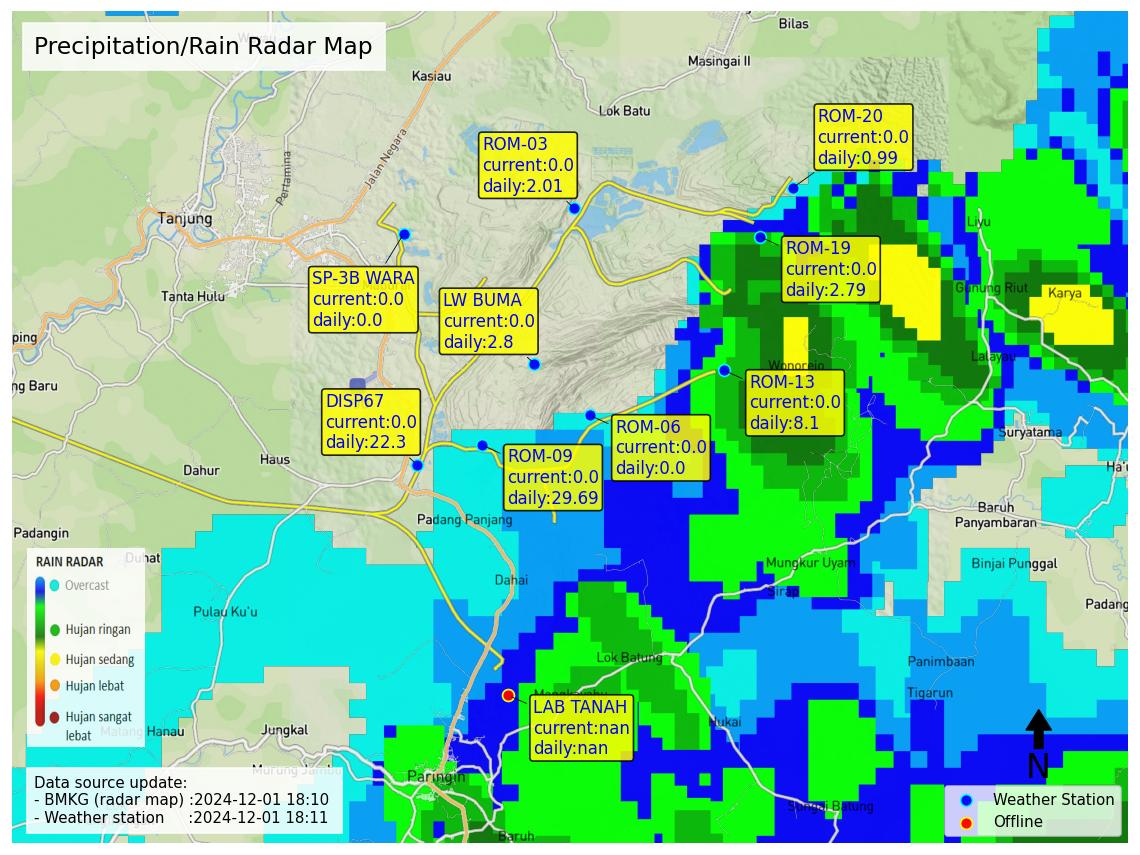 Precipitation/Rain Radar Map
Bilas
Masingai II
Kasiau
Lok Batu
Jalan Negara
Pertamina
Tanjung
Tanta Hulu
ROM-03
current:0.0
daily:2.01
ROM-20
current:0.0
daily:0.99
Liyu
ROM-19
current:0.0
daily:2.79
Gunung Riut
Karya
SP-3B WARA
current:0.0
daily:0.0
LW BUMA
current:0.0
daily:2.8
ping
ng Baru
Lalayau
Wonorejo
ROM-13
current:0.0
daily:8.1
DISP67
current:0.0
daily:22.3
ROM-06
current:0.0
daily:0.0
Suryatama
ROM-09
current:0.0
daily:29.69
Haus
Dahur
Ha'u
Baruh
Panyambaran
Padang Panjang
Padangin
Duhat
Mungkur Uyam
Binjai Punggal
Dahai
Sirap
Padang
Pulau Ku'u
RAIN RADAR
Overcast
Hujan ringan
Hujan sedang
Hujan lebat
Hujan sangat
lebat
Lok Batung
Panimbaan
Tigarun
LAB TANAH
current:nan
daily:nan
Hukai
Jungkal
Paringin
Sungai Batung
Baruh
N
Data source update:
- BMKG (radar map) :2024-12-01 18:10
- Weather station :2024-12-01 18:11
Weather Station
Offline